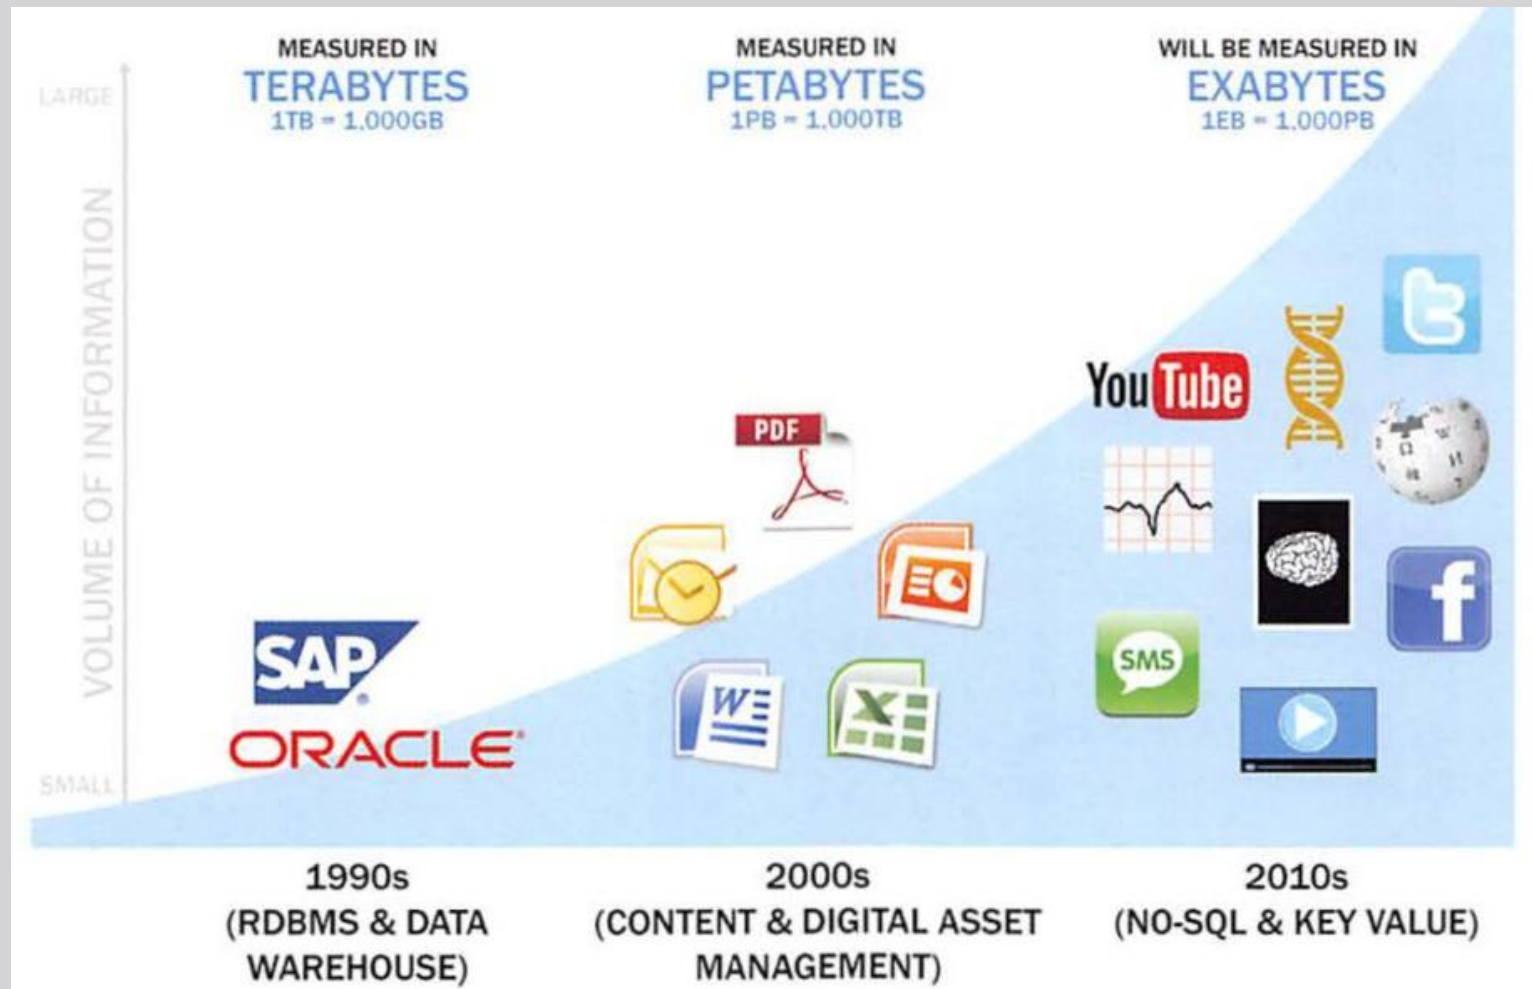 MEASURED IN
TERABYTES
1TB = 1.000GB
MEASURED IN
PETABYTES
1PB = 1.000TB
WILL BE MEASURED IN
EXABYTES
1EB = 1.000PB
LARGE
VOLUME OF INFORMATION
SMALL
SAP®
ORACLE®
PDF
W
X
You Tube
t
SMS
f
1990s
(RDBMS & DATA
WAREHOUSE)
2000s
(CONTENT & DIGITAL ASSET
MANAGEMENT)
2010s
(NO-SQL & KEY VALUE)